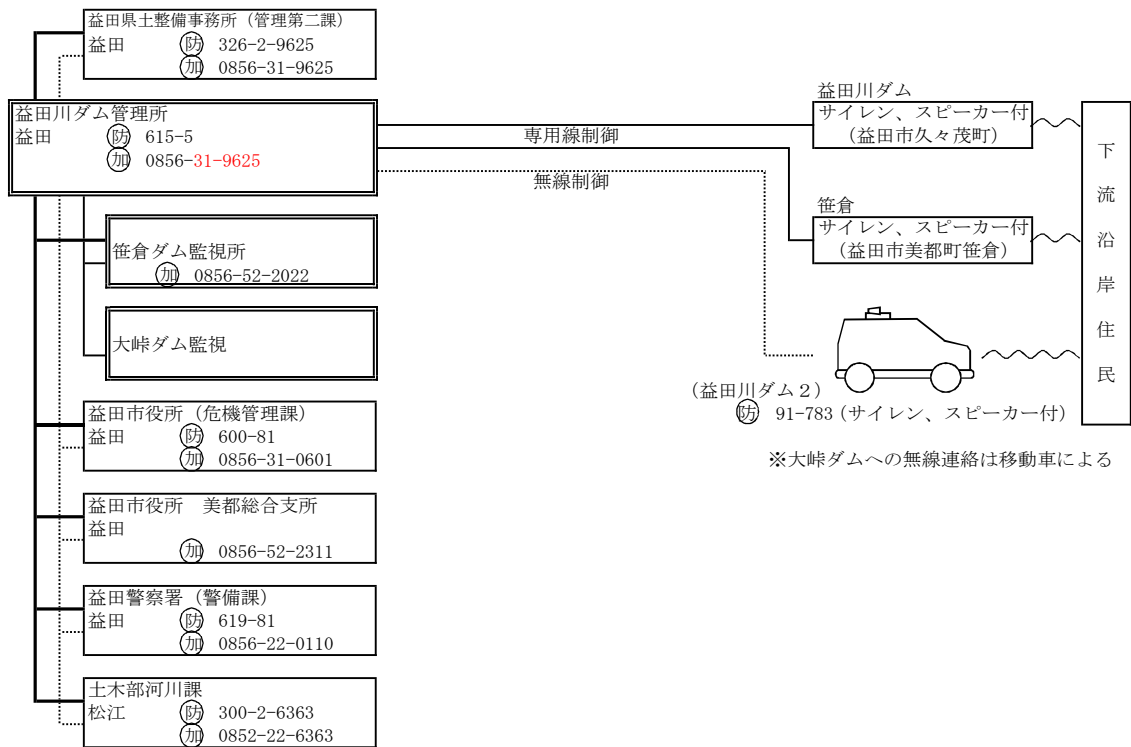 益田県土整備事務所（管理第二課）
益田　防　326-2-9625
加　0856-31-9625
益田川ダム管理所
益田　防　615-5
加　0856-31-9625
笹倉ダム監視所
加　0856-52-2022
大峠ダム監視
益田市役所（危機管理課）
益田　防　600-81
加　0856-31-0601
益田市役所　美都総合支所
益田
加　0856-52-2311
益田警察署（警備課）
益田　防　619-81
加　0856-22-0110
土木部河川課
松江　防　300-2-6363
加　0852-22-6363
専用線制御
無線制御
益田川ダム
サイレン、スピーカー付
（益田市久々茂町）
笹倉
サイレン、スピーカー付
（益田市美都町笹倉）
（益田川ダム２）
防　91-783（サイレン、スピーカー付）
※大峠ダムへの無線連絡は移動車による
下流沿岸住民